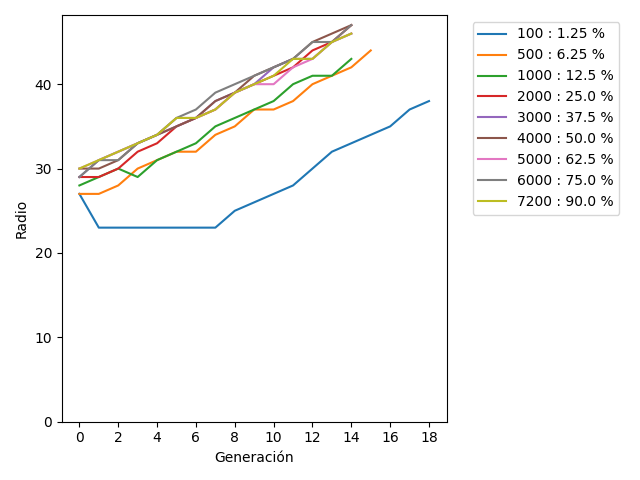 100 : 1.25 %
500 : 6.25 %
1000 : 12.5 %
2000 : 25.0 %
3000 : 37.5 %
4000 : 50.0 %
5000 : 62.5 %
6000 : 75.0 %
7200 : 90.0 %
Radio
40
30
20
10
0
0 2 4 6 8 10 12 14 16 18
Generación